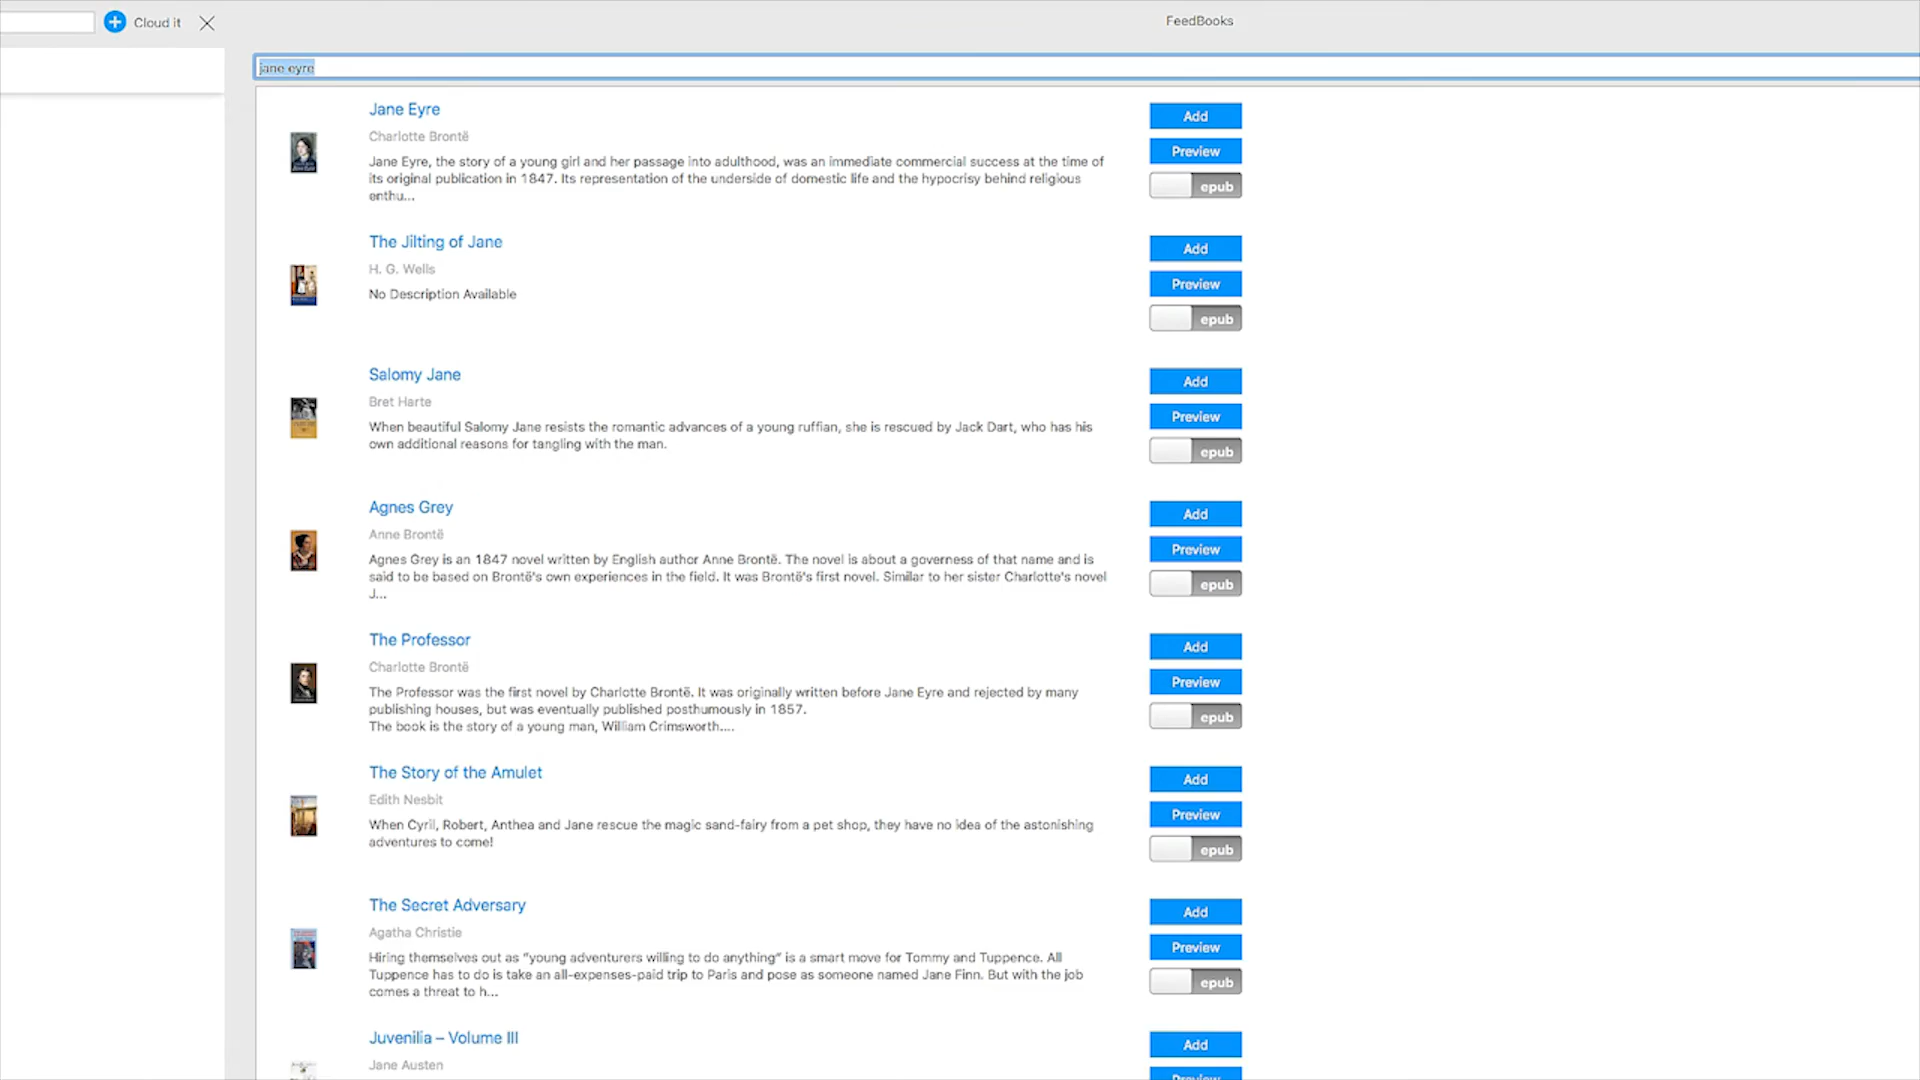 Cloud it
FeedBooks
jane eyre
Jane Eyre
Charlotte Brontë
Jane Eyre, the story of a young girl and her passage into adulthood, was an immediate commercial success at the time of
its original publication in 1847. Its representation of the underside of domestic life and the hypocrisy behind religious
enthu...
Add
Preview
epub
The Jilting of Jane
H. G. Wells
No Description Available
Add
Preview
epub
Salomy Jane
Bret Harte
When beautiful Salomy Jane resists the romantic advances of a young ruffian, she is rescued by Jack Dart, who has his
own additional reasons for tangling with the man.
Add
Preview
epub
Agnes Grey
Anne Brontë
Agnes Grey is an 1847 novel written by English author Anne Brontë. The novel is about a governess of that name and is
said to be based on Brontë's own experiences in the field. It was Brontë's first novel. Similar to her sister Charlotte's novel
J...
Add
Preview
epub
The Professor
Charlotte Brontë
The Professor was the first novel by Charlotte Brontë. It was originally written before Jane Eyre and rejected by many
publishing houses, but was eventually published posthumously in 1857.
The book is the story of a young man, William Crimsworth....
Add
Preview
epub
The Story of the Amulet
Edith Nesbit
When Cyril, Robert, Anthea and Jane rescue the magic sand-fairy from a pet shop, they have no idea of the astonishing
adventures to come!
Add
Preview
epub
The Secret Adversary
Agatha Christie
Hiring themselves out as “young adventurers willing to do anything” is a smart move for Tommy and Tuppence. All
Tuppence has to do is take an all-expenses-paid trip to Paris and pose as someone named Jane Finn. But with the job
comes a threat to h...
Add
Preview
epub
Juvenilia – Volume III
Jane Austen
Add
Preview